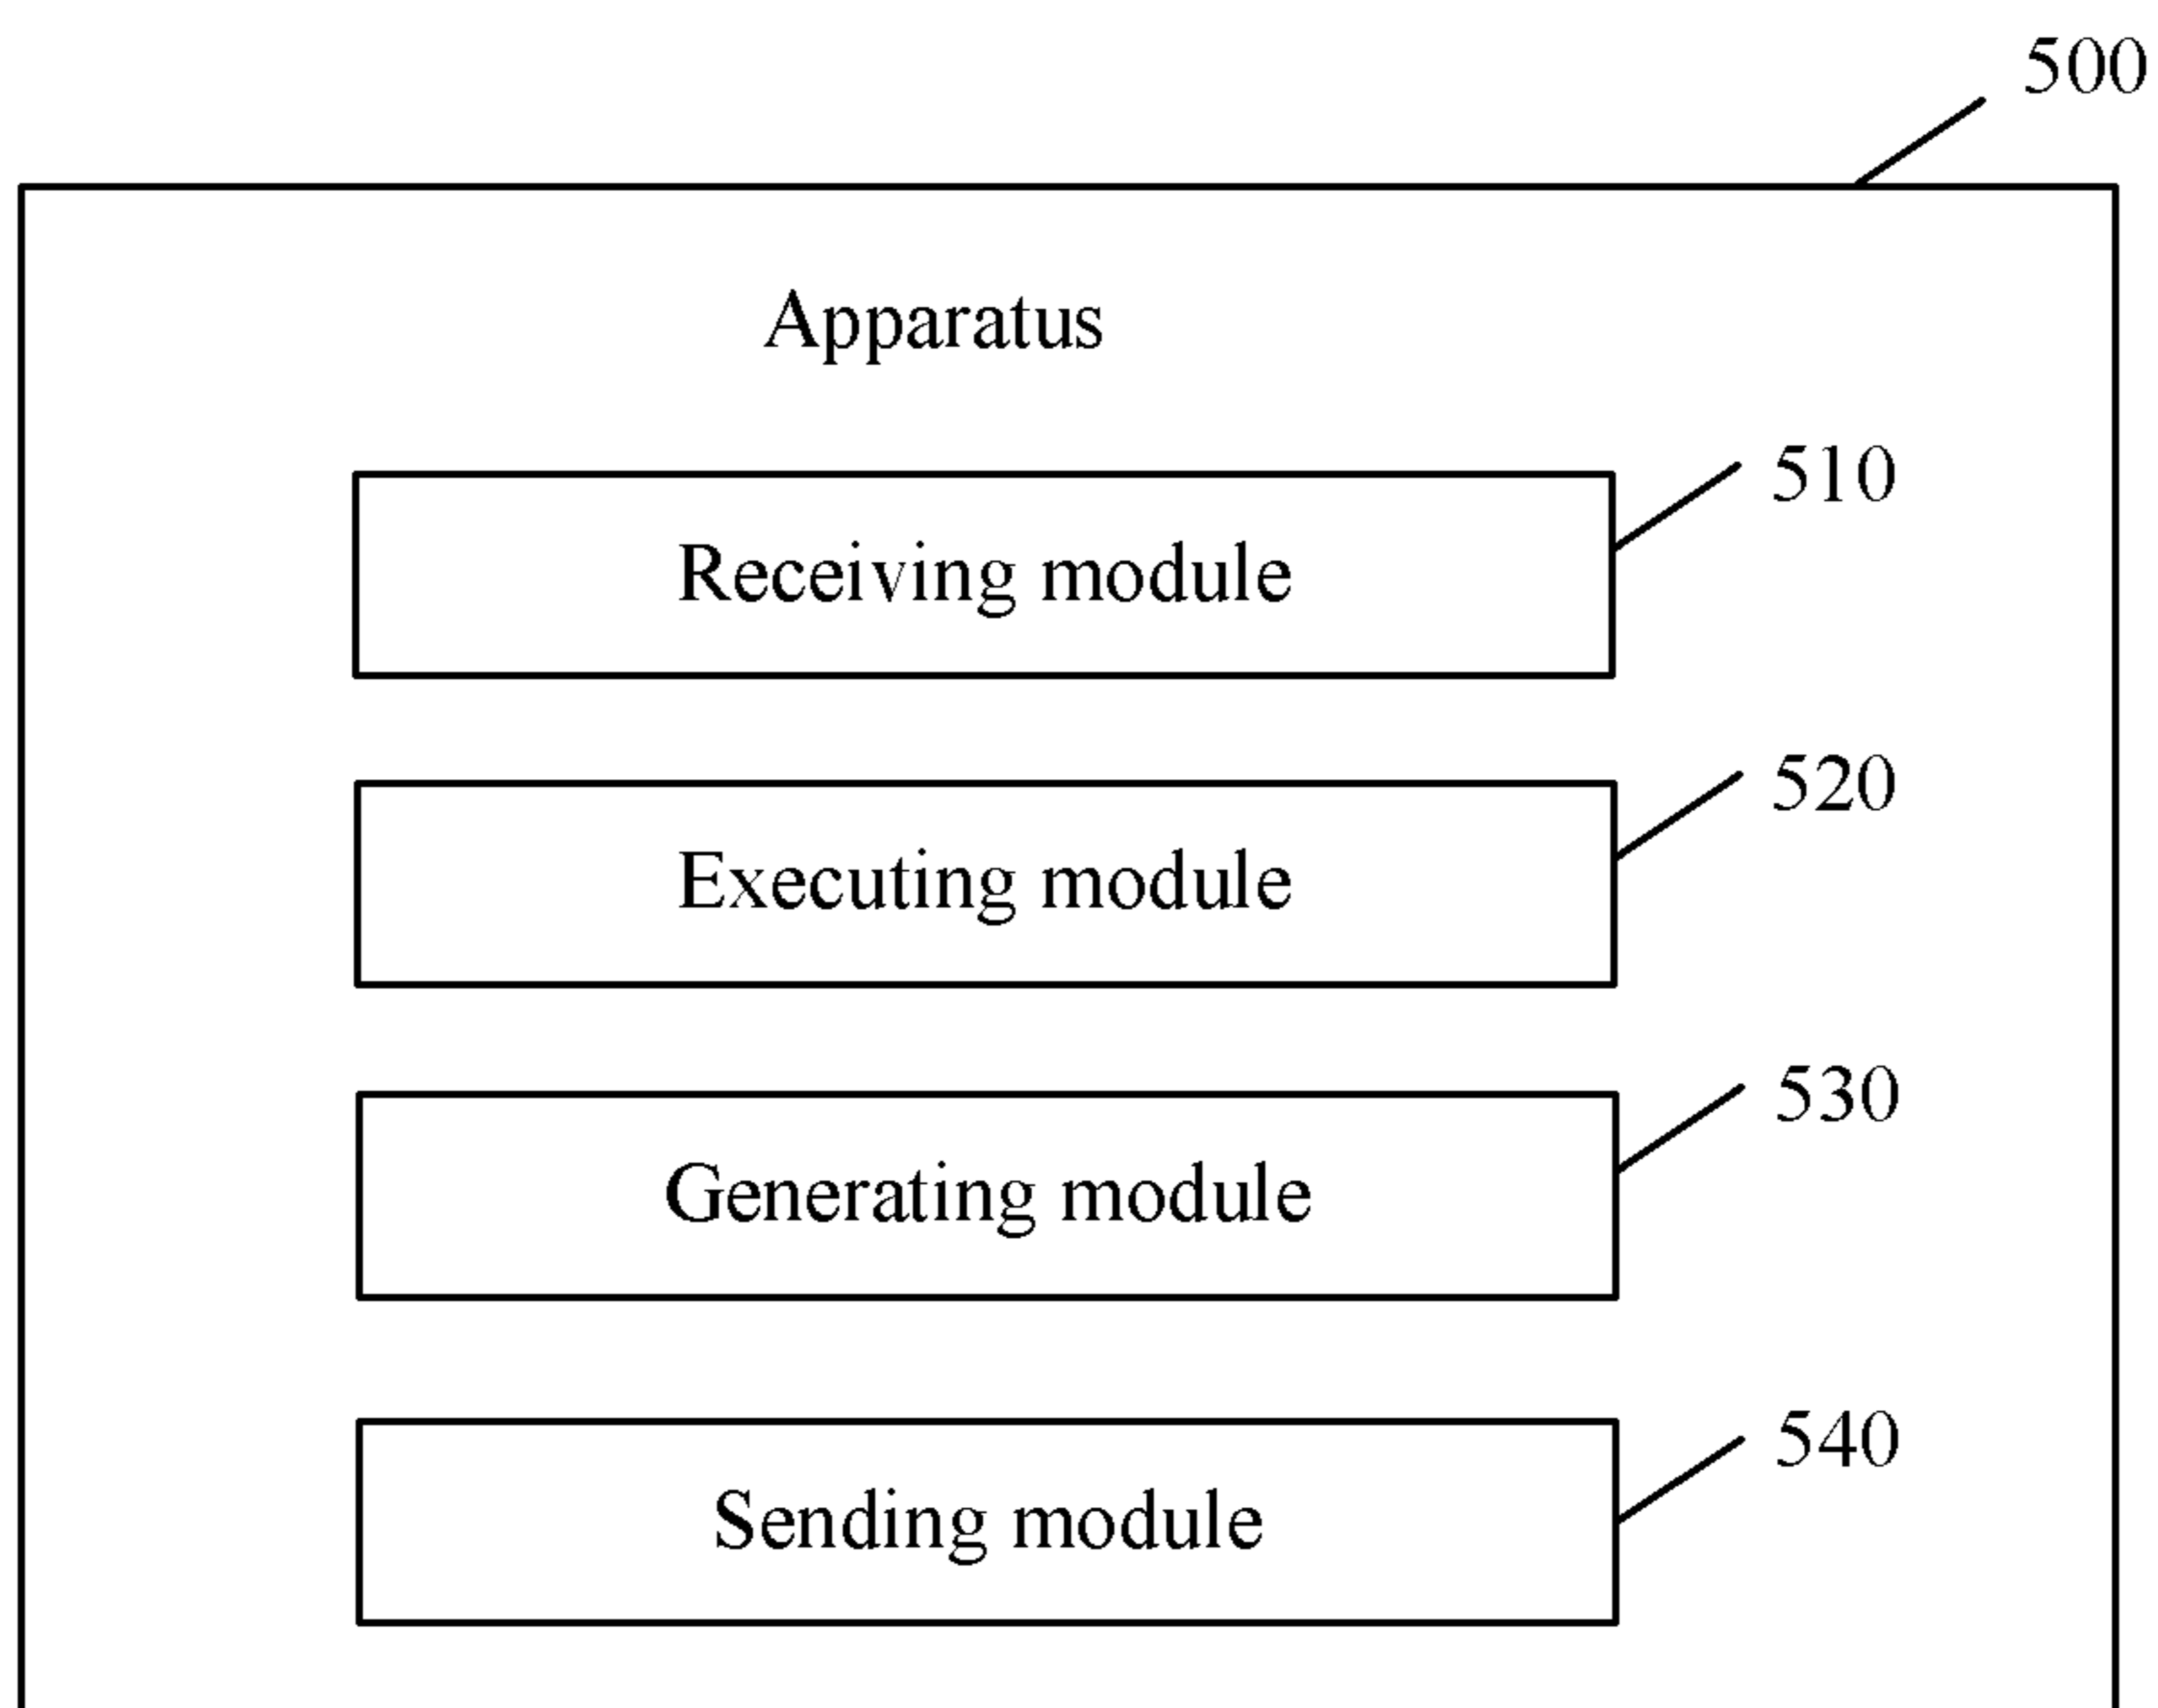 500
Apparatus
510
Receiving module
520
Executing module
530
Generating module
540
Sending module